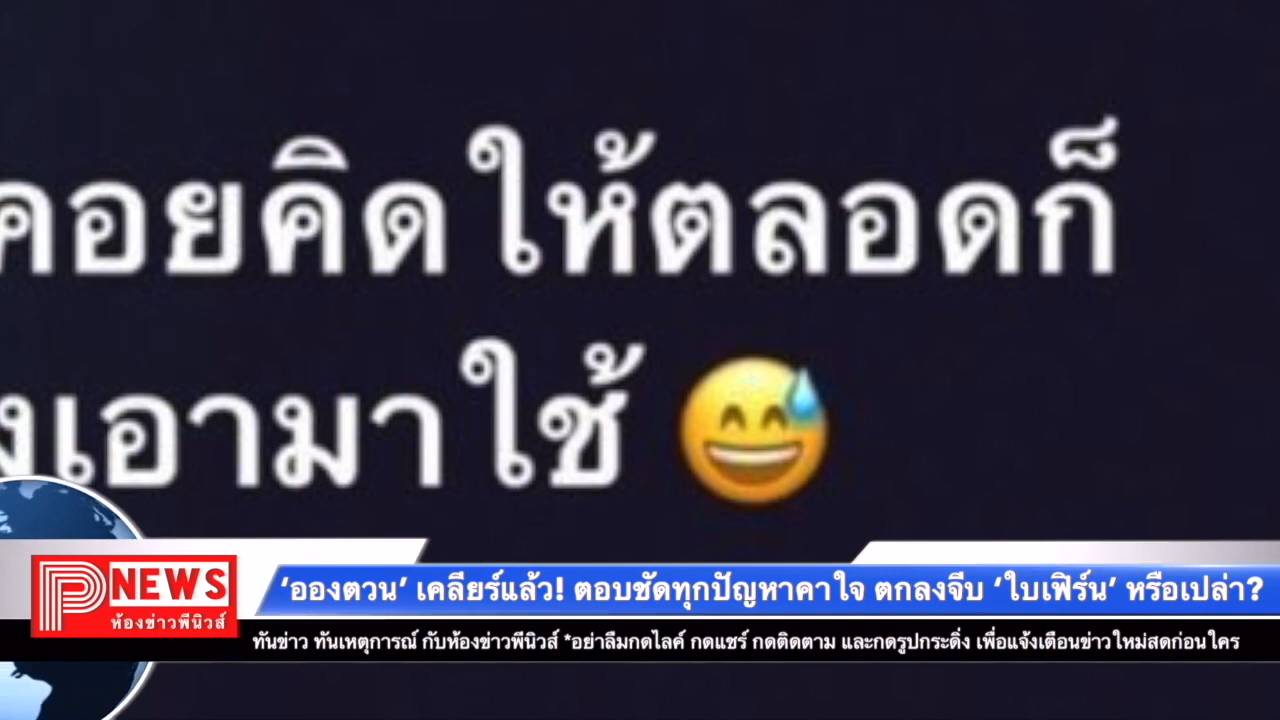 คอยคิดให้ตลอดก็
งเอามาใช้ 😅
‘อองตวน’ เคลียร์แล้ว! ตอบชัดทุกปัญหาคาใจ ตกลงจีบ ‘ใบเฟิร์น’ หรือเปล่า?
P NEWS
ห้องข่าวพีนิวส์
ทันข่าว ทันเหตุการณ์ กับห้องข่าวพีนิวส์ *อย่าลืมกดไลค์ กดแชร์ กดติดตาม และกดรูปกระดิ่ง เพื่อแจ้งเตือนข่าวใหม่สดก่อนใคร